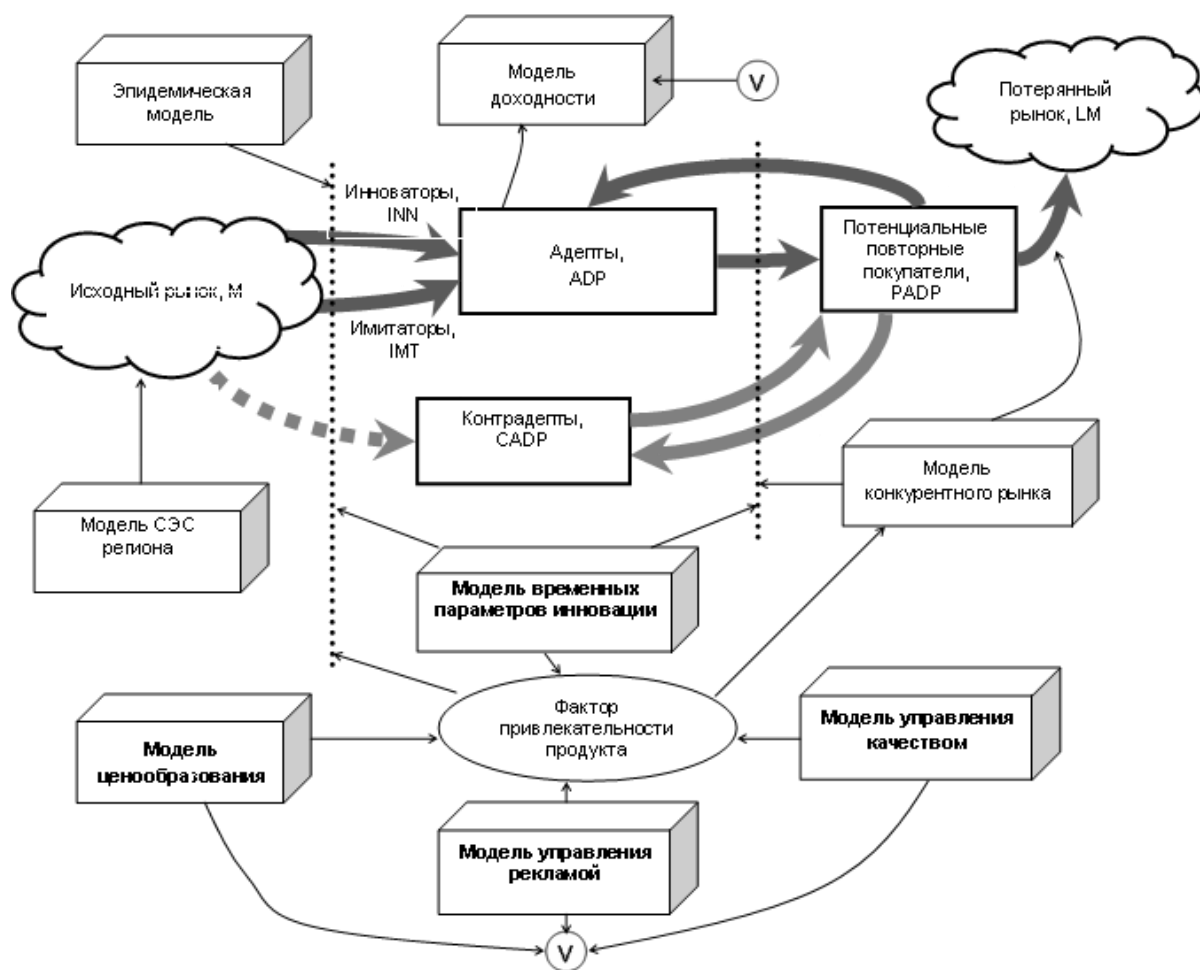 Эпидемическая
модель
Модель
доходности
V
Потерянный
рынок, LM
Инноваторы,
INN
Адепты,
ADP
Потенциальные
повторные
покупатели,
PADP
Исходный рынок, M
Имитаторы,
IMT
Контрадепты,
CADP
Модель
конкурентного рынка
Модель СЭС
региона
Модель временных
параметров инновации
Фактор
привлекательности
продукта
Модель управления
качеством
Модель
ценообразования
Модель управления
рекламой
V